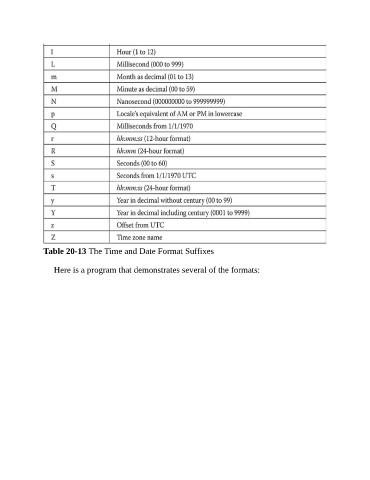 I Hour (1 to 12)
L Millisecond (000 to 999)
m Month as decimal (01 to 13)
M Minute as decimal (00 to 59)
N Nanosecond (000000000 to 999999999)
p Locale's equivalent of AM or PM in lowercase
Q Milliseconds from 1/1/1970
r hh:mm:ss (12-hour format)
R hh:mm (24-hour format)
S Seconds (00 to 60)
s Seconds from 1/1/1970 UTC
T hh:mm:ss (24-hour format)
y Year in decimal without century (00 to 99)
Y Year in decimal including century (0001 to 9999)
z Offset from UTC
Z Time zone name
Table 20-13 The Time and Date Format Suffixes
Here is a program that demonstrates several of the formats: